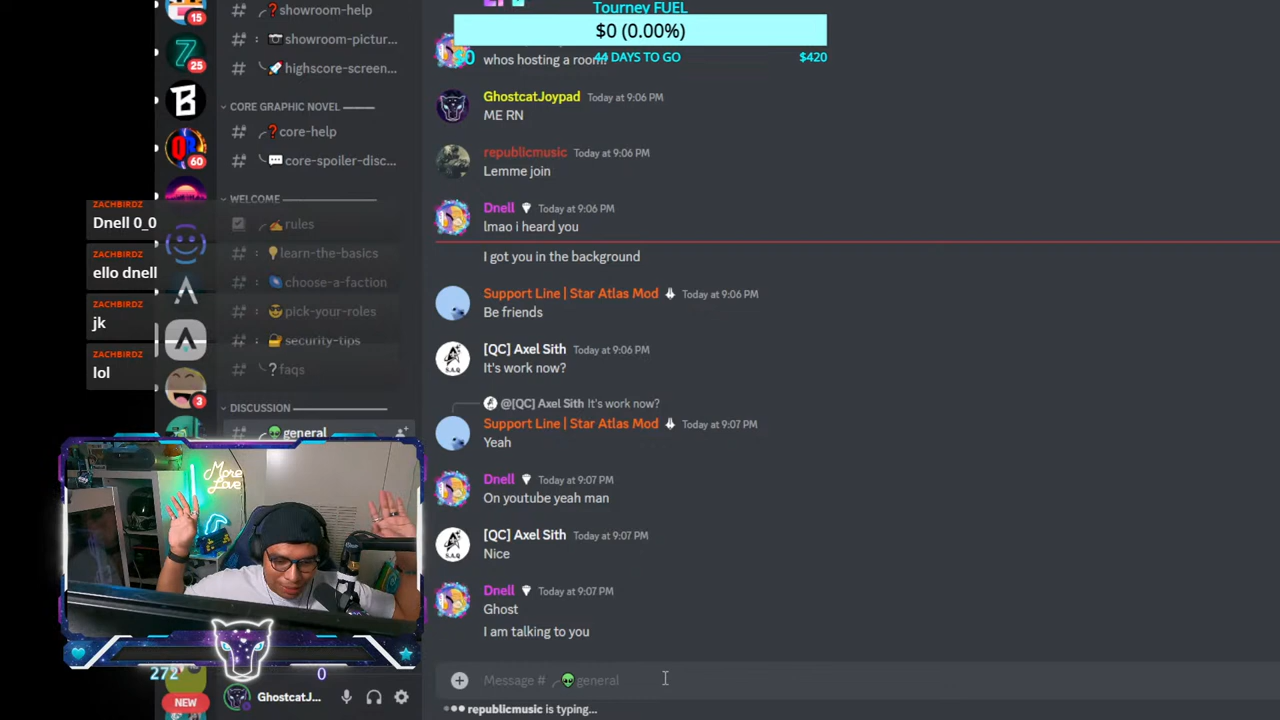 Tourney FUEL
$0 (0.00%)
$0
44 DAYS TO GO
$420
15
showroom-help
25
showroom-pictur...
highscore-screen...
CORE GRAPHIC NOVEL
core-help
60
core-spoiler-disc...
WELCOME
rules
learn-the-basics
choose-a-faction
pick-your-roles
security-tips
faqs
3
DISCUSSION
general
ZACHBIRDZ
Dnell 0_0
ZACHBIRDZ
ello dnell
ZACHBIRDZ
jk
ZACHBIRDZ
lol
whos hosting a room?
GhostcatJoypad Today at 9:06 PM
ME RN
republicmusic Today at 9:06 PM
Lemme join
Dnell Today at 9:06 PM
lmao i heard you
I got you in the background
Support Line | Star Atlas Mod Today at 9:06 PM
Be friends
[QC] Axel Sith Today at 9:06 PM
It's work now?
@[QC] Axel Sith It's work now?
Support Line | Star Atlas Mod Today at 9:07 PM
Yeah
Dnell Today at 9:07 PM
On youtube yeah man
[QC] Axel Sith Today at 9:07 PM
Nice
Dnell Today at 9:07 PM
Ghost
I am talking to you
Message # general
republicmusic is typing...
More
Love
272
0
NEW
GhostcatJ...